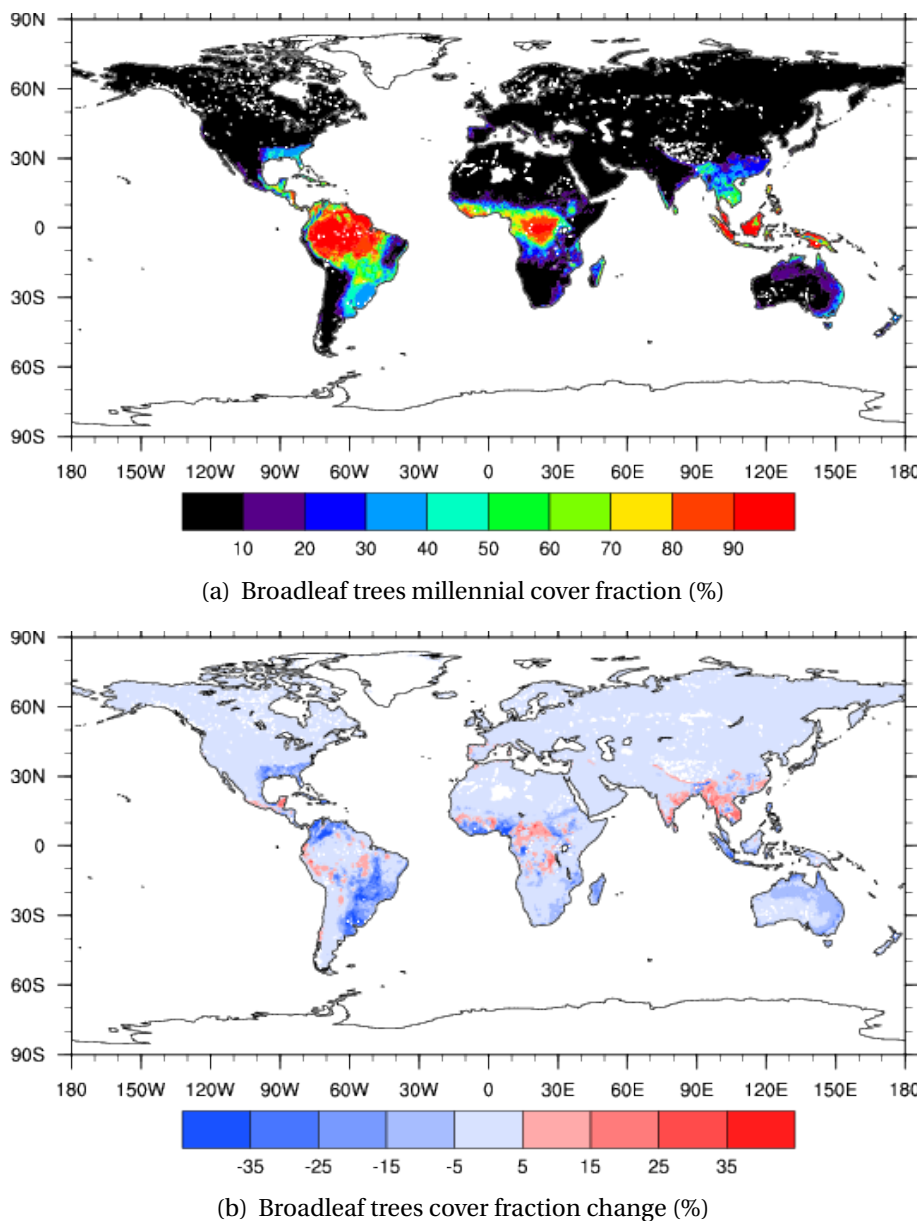 90N
60N
30N
0
30S
60S
90S
180 150W 120W 90W 60W 30W 0 30E 60E 90E 120E 150E 180
10 20 30 40 50 60 70 80 90
(a) Broadleaf trees millennial cover fraction (%)
90N
60N
30N
0
30S
60S
90S
180 150W 120W 90W 60W 30W 0 30E 60E 90E 120E 150E 180
-35 -25 -15 -5 5 15 25 35
(b) Broadleaf trees cover fraction change (%)